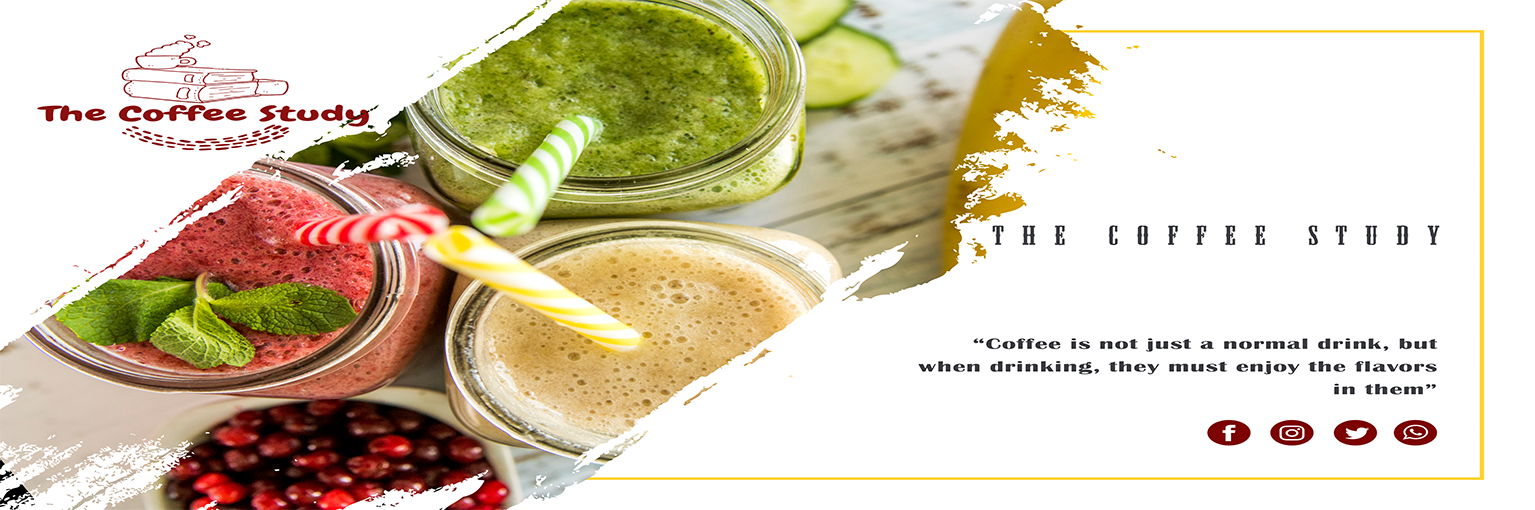 The Coffee Study
THE COFFEE STUDY
“Coffee is not just a normal drink, but
when drinking, they must enjoy the flavors
in them”